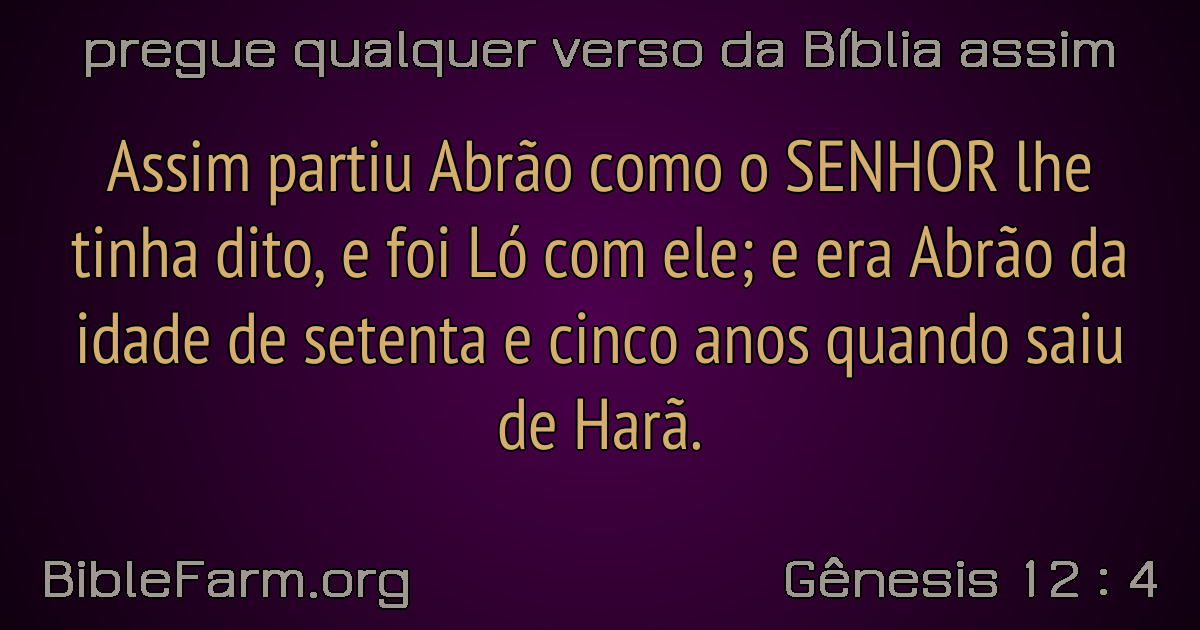 pregue qualquer verso da Bíblia assim
Assim partiu Abrão como o SENHOR lhe
tinha dito, e foi Ló com ele; e era Abrão da
idade de setenta e cinco anos quando saiu
de Harã.
BibleFarm.org
Gênesis 12 : 4